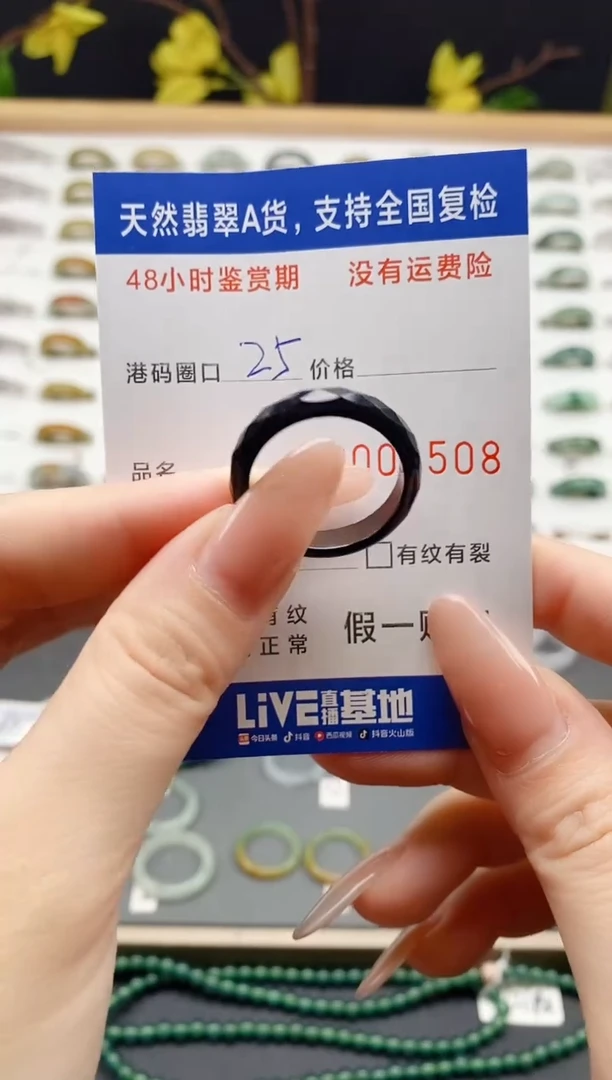 天然翡翠A货，支持全国复检
48小时鉴赏期 没有运费险
港码圈口 25 价格
品名 00 508
□有纹有裂
有纹
正常 假一
LiVE直播基地
今日头条 抖音 西瓜视频 抖音火山版